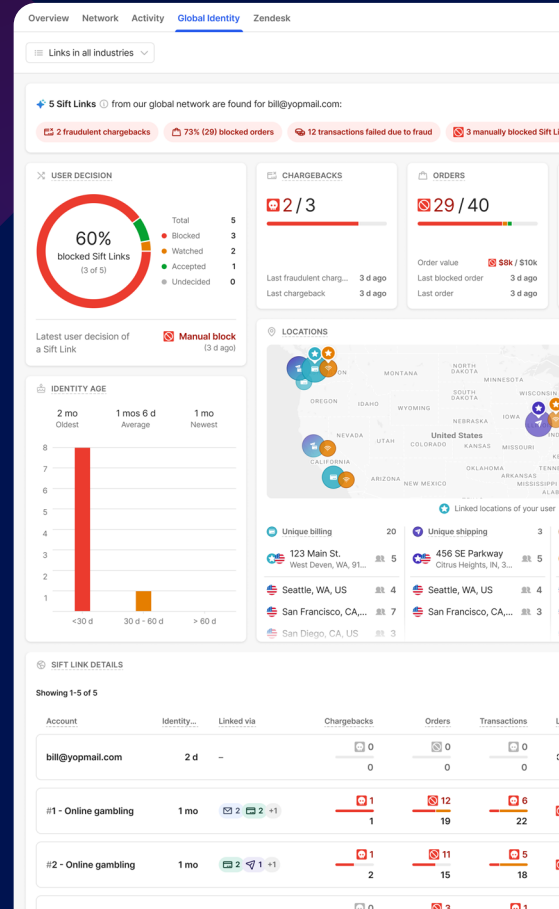 Overview Network Activity Global Identity Zendesk
Links in all industries
5 Sift Links from our global network are found for bill@yopmail.com:
2 fraudulent chargebacks 73% (29) blocked orders 12 transactions failed due to fraud 3 manually blocked Sift
USER DECISION
60%
blocked Sift Links
(3 of 5)
Total 5
Blocked 3
Watched 2
Accepted 1
Undecided 0
Latest user decision of
a Sift Link
Manual block
(3 d ago)
CHARGEBACKS
2 / 3
Last fraudulent charg... 3 d ago
Last chargeback 3 d ago
ORDERS
29 / 40
Order value $8k / $10k
Last blocked order 3 d ago
Last order 3 d ago
IDENTITY AGE
2 mo 1 mos 6 d 1 mo
Oldest Average Newest
8
7
6
5
4
3
2
1
<30 d 30 d - 60 d > 60 d
LOCATIONS
MONTANA
NORTH
DAKOTA
MINNESOTA
OREGON
IDAHO
WYOMING
SOUTH
DAKOTA
WISCONSIN
NEBRASKA
IOWA
NEVADA
UTAH
United States
COLORADO
KANSAS
MISSOURI
IND
CALIFORNIA
ARIZONA
NEW MEXICO
OKLAHOMA
ARKANSAS
TENNE
MISSISSIPPI
ALAB
Linked locations of your user
Unique billing 20
123 Main St. 5
West Deven, WA, 91...
Seattle, WA, US 4
San Francisco, CA,... 7
San Diego, CA, US 3
Unique shipping 3
456 SE Parkway 5
Citrus Heights, IN, 3...
Seattle, WA, US 4
San Francisco, CA,... 3
SIFT LINK DETAILS
Showing 1-5 of 5
Account Identity... Linked via Chargebacks Orders Transactions
bill@yopmail.com 2 d – 0 0 0
0 0 0
#1 - Online gambling 1 mo 2 2 +1 1 12 6
1 19 22
#2 - Online gambling 1 mo 2 1 +1 1 11 5
2 15 18
0 3 1